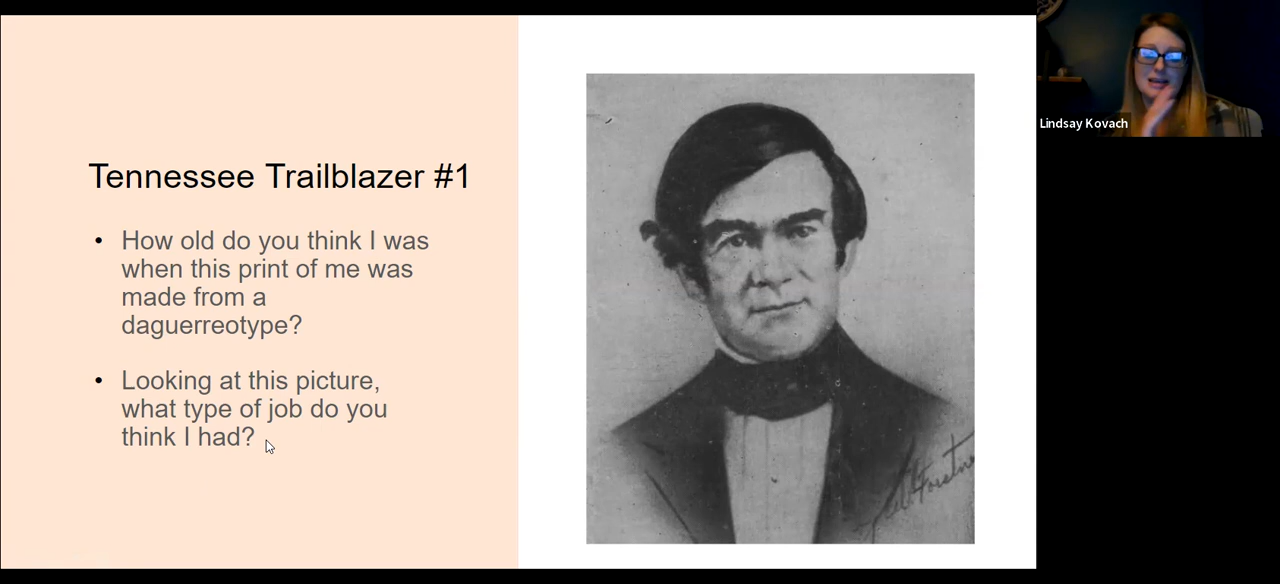 Tennessee Trailblazer #1
• How old do you think I was
when this print of me was
made from a
daguerreotype?
• Looking at this picture,
what type of job do you
think I had?
Lindsay Kovach